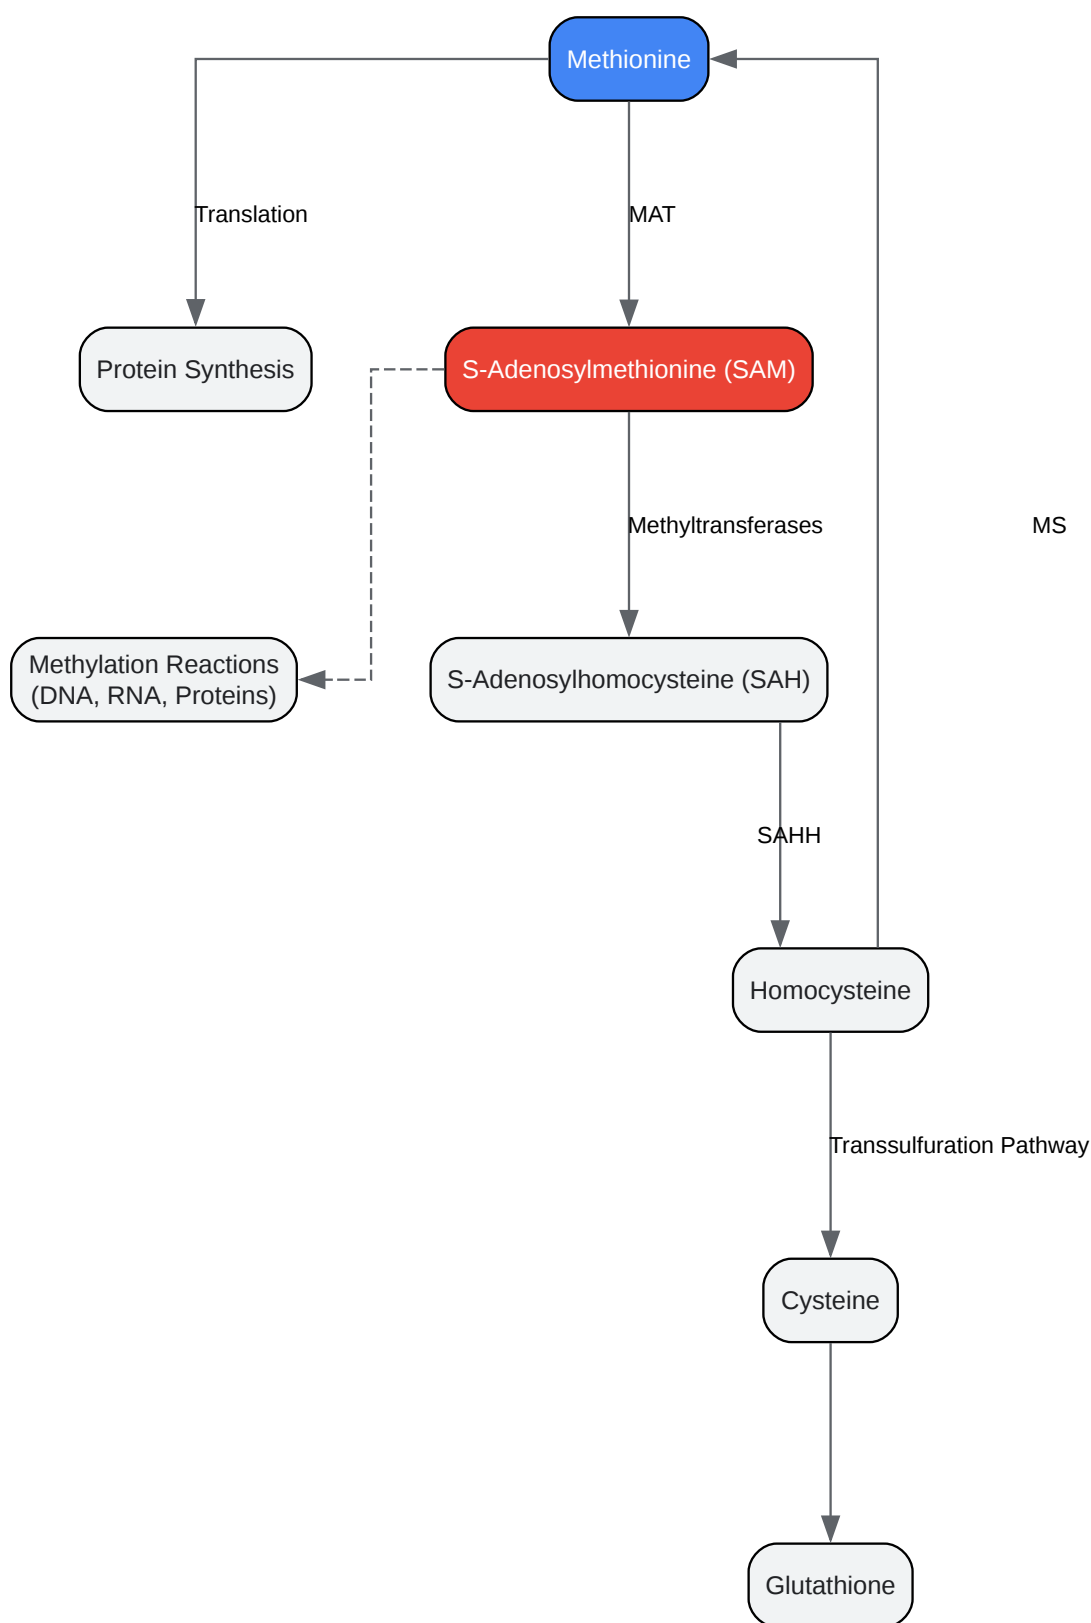 Methionine
Translation
MAT
Protein Synthesis
S-Adenosylmethionine (SAM)
Methyltransferases
MS
Methylation Reactions
(DNA, RNA, Proteins)
S-Adenosylhomocysteine (SAH)
SAHH
Homocysteine
Transsulfuration Pathway
Cysteine
Glutathione